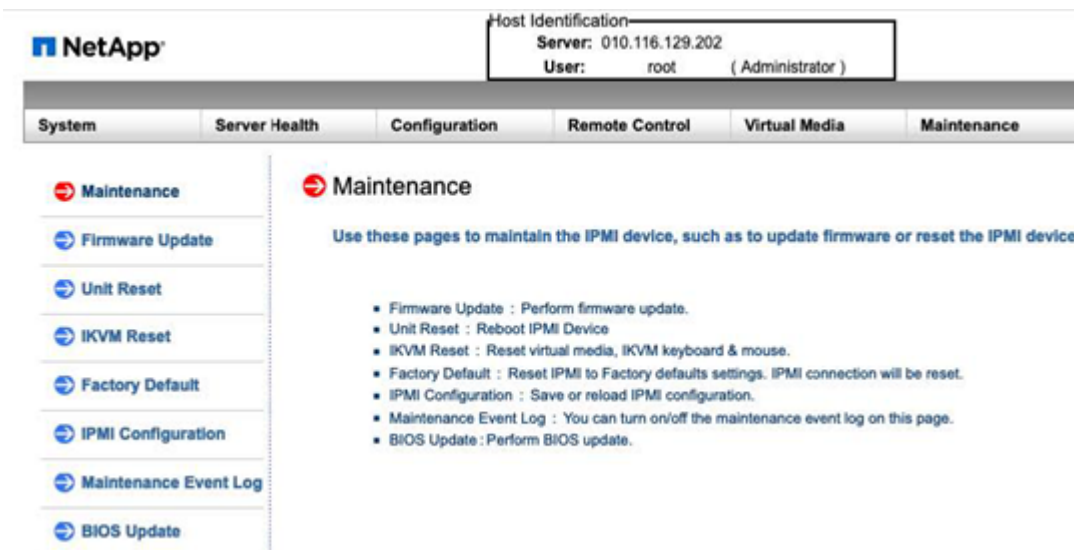 NetApp
Host Identification
Server: 010.116.129.202
User: root ( Administrator )
System Server Health Configuration Remote Control Virtual Media Maintenance
Maintenance
Firmware Update
Unit Reset
IKVM Reset
Factory Default
IPMI Configuration
Maintenance Event Log
BIOS Update
Maintenance
Use these pages to maintain the IPMI device, such as to update firmware or reset the IPMI device
Firmware Update : Perform firmware update.
Unit Reset : Reboot IPMI Device
IKVM Reset : Reset virtual media, IKVM keyboard & mouse.
Factory Default : Reset IPMI to Factory defaults settings. IPMI connection will be reset.
IPMI Configuration : Save or reload IPMI configuration.
Maintenance Event Log : You can turn on/off the maintenance event log on this page.
BIOS Update : Perform BIOS update.